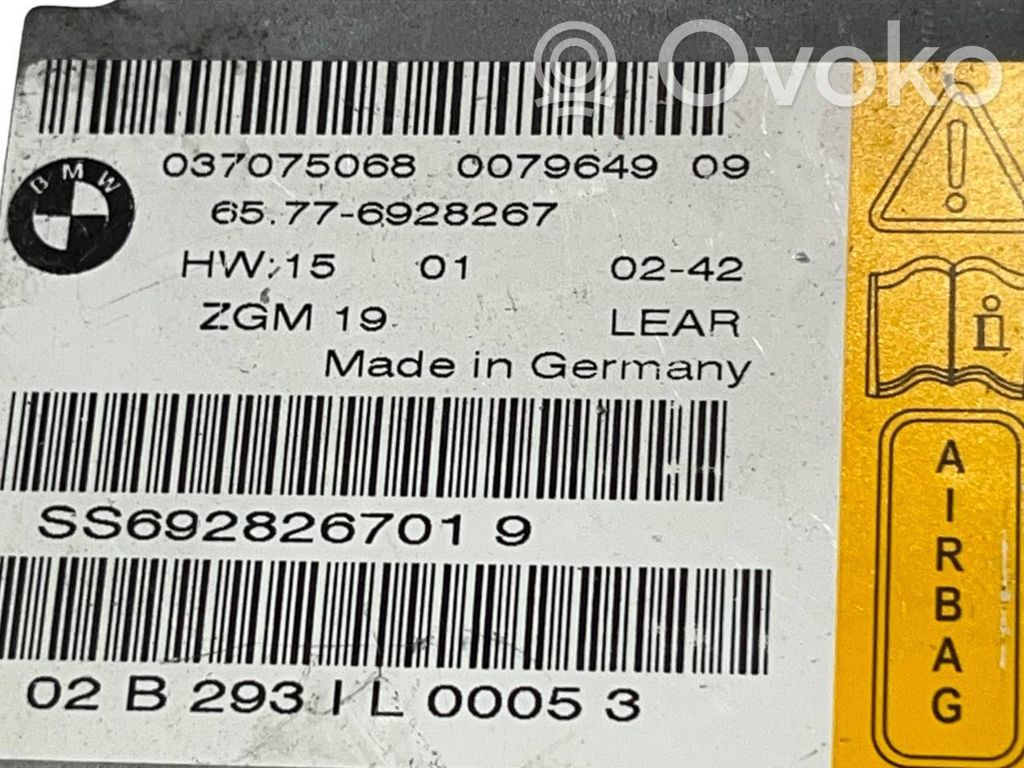 Ovoko
037075068 0079649 09
BMW
65.77-6928267
HW:15 01 02-42
ZGM 19 LEAR
Made in Germany
SS692826701 9
02 B 293 I L 0005 3
AIRBAG